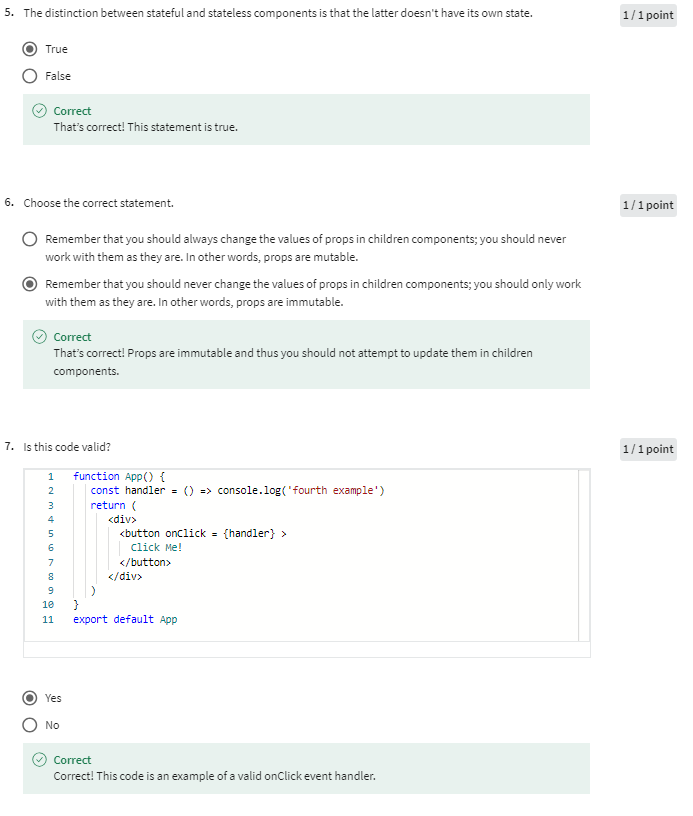 5. The distinction between stateful and stateless components is that the latter doesn't have its own state.
1 / 1 point
True
False
Correct
That's correct! This statement is true.
6. Choose the correct statement.
1 / 1 point
Remember that you should always change the values of props in children components; you should never
work with them as they are. In other words, props are mutable.
Remember that you should never change the values of props in children components; you should only work
with them as they are. In other words, props are immutable.
Correct
That's correct! Props are immutable and thus you should not attempt to update them in children
components.
7. Is this code valid?
1 / 1 point
1 function App() {
2 const handler = () => console.log('fourth example')
3 return (
4 <div>
5 <button onClick = {handler} >
6 Click Me!
7 </button>
8 </div>
9 )
10 }
11 export default App
Yes
No
Correct
Correct! This code is an example of a valid onClick event handler.